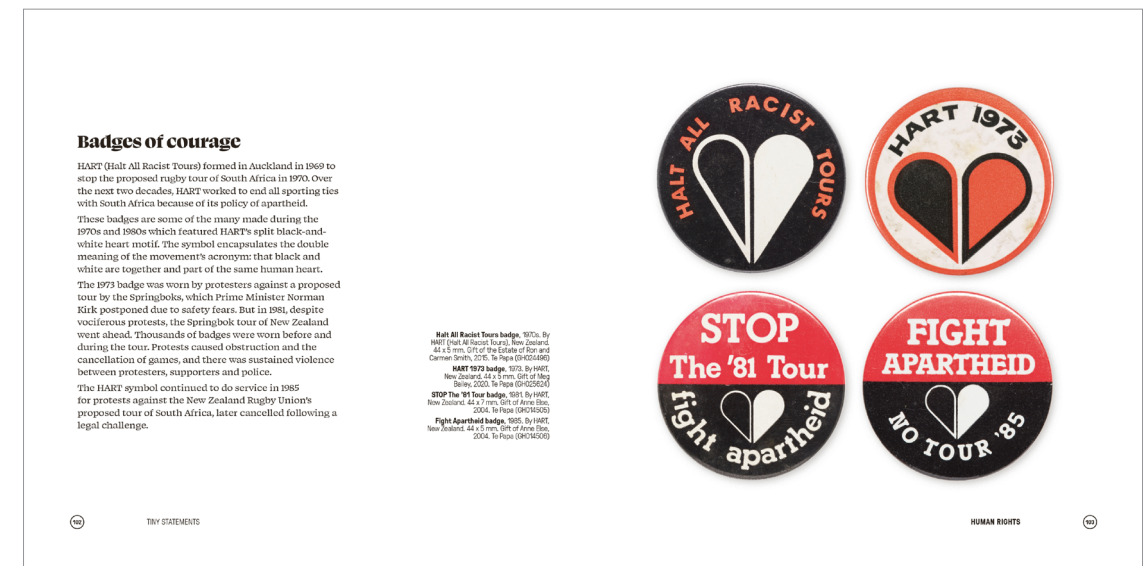 Badges of courage
HART (Halt All Racist Tours) formed in Auckland in 1969 to
stop the proposed rugby tour of South Africa in 1970. Over
the next two decades, HART worked to end all sporting ties
with South Africa because of its policy of apartheid.
These badges are some of the many made during the
1970s and 1980s which featured HART's split black-and-
white heart motif. The symbol encapsulates the double
meaning of the movement's acronym: that black and
white are together and part of the same human heart.
The 1973 badge was worn by protesters against a proposed
tour by the Springboks, which Prime Minister Norman
Kirk postponed due to safety fears. But in 1981, despite
vociferous protests, the Springbok tour of New Zealand
went ahead. Thousands of badges were worn before and
during the tour. Protests caused obstruction and the
cancellation of games, and there was sustained violence
between protesters, supporters and police.
The HART symbol continued to do service in 1985
for protests against the New Zealand Rugby Union's
proposed tour of South Africa, later cancelled following a
legal challenge.
Halt All Racist Tours badge, 1970s. By
HART (Halt All Racist Tours), New Zealand.
44 x 5 mm. Gift of the Estate of Ron and
Carmen Smith, 2015. Te Papa (GH024496)
HART 1973 badge, 1973. By HART,
New Zealand. 44 x 5 mm. Gift of Meg
Bailey, 2020. Te Papa (GH025624)
STOP The '81 Tour badge, 1981. By HART,
New Zealand. 44 x 7 mm. Gift of Anne Else,
2004. Te Papa (GH014505)
Fight Apartheid badge, 1985. By HART,
New Zealand. 44 x 5 mm. Gift of Anne Else,
2004. Te Papa (GH014506)
HALT ALL RACIST TOURS
HART 1973
STOP
The '81 Tour
fight apartheid
FIGHT
APARTHEID
NO TOUR '85
102
TINY STATEMENTS
HUMAN RIGHTS
103